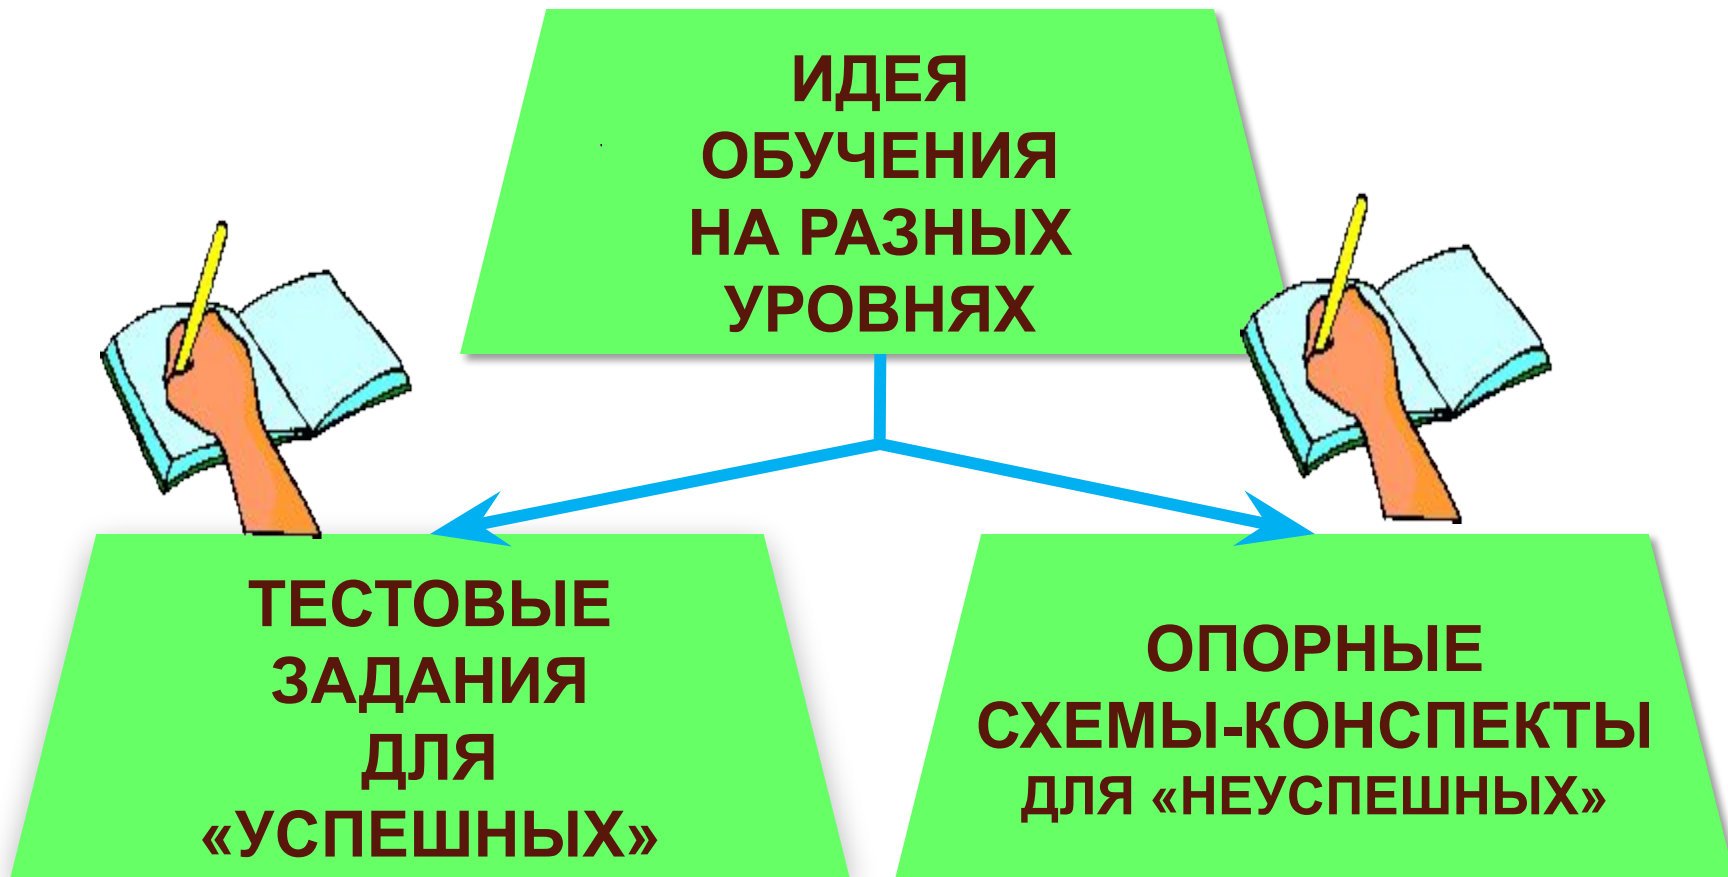 ИДЕЯ
ОБУЧЕНИЯ
НА РАЗНЫХ
УРОВНЯХ
ТЕСТОВЫЕ
ЗАДАНИЯ
ДЛЯ
«УСПЕШНЫХ»
ОПОРНЫЕ
СХЕМЫ-КОНСПЕКТЫ
ДЛЯ «НЕУСПЕШНЫХ»